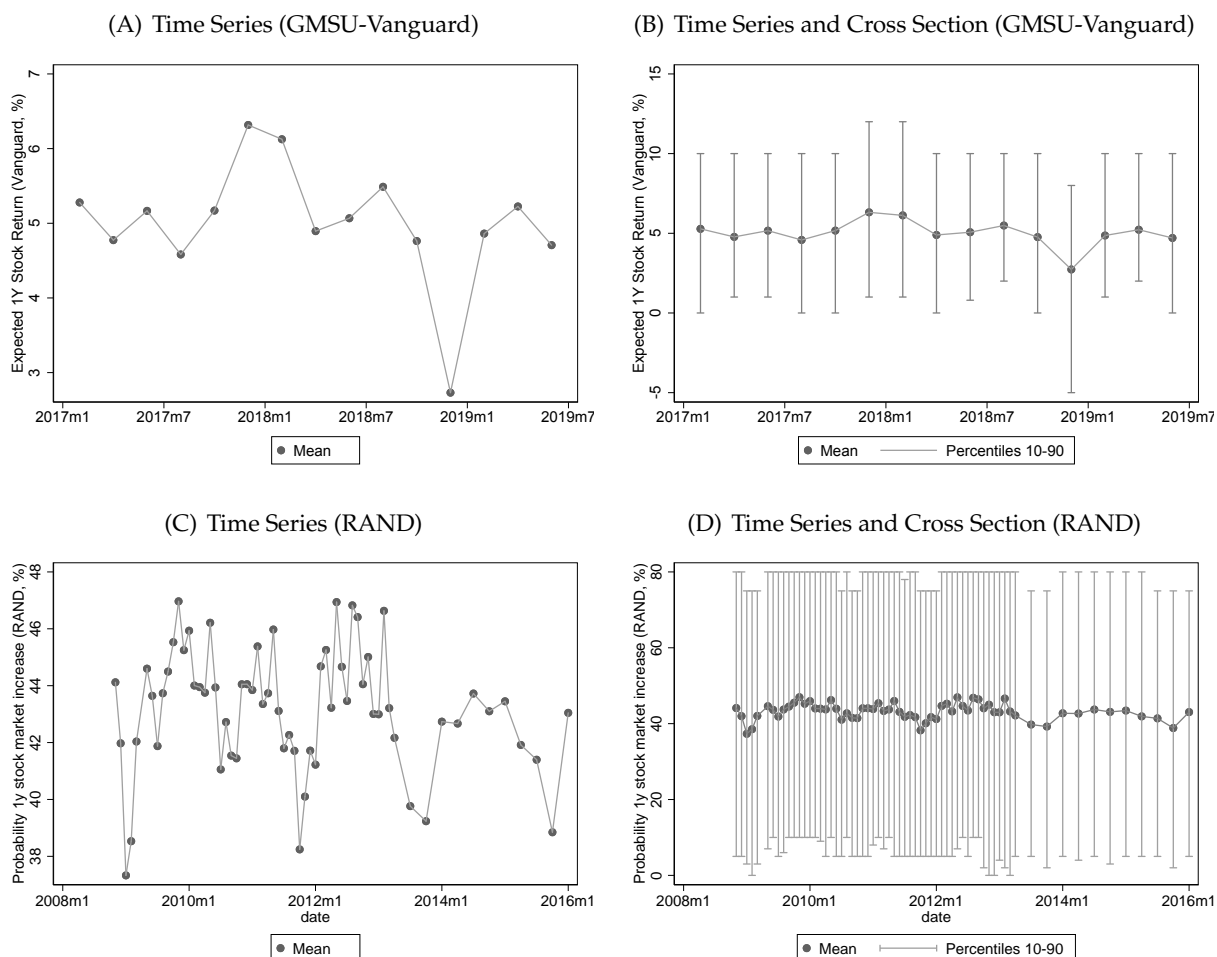 (A) Time Series (GMSU-Vanguard)
Expected 1Y Stock Return (Vanguard, %)
7
6
5
4
3
2017m1 2017m7 2018m1 2018m7 2019m1 2019m7
Mean
(B) Time Series and Cross Section (GMSU-Vanguard)
Expected 1Y Stock Return (Vanguard, %)
15
10
5
0
-5
2017m1 2017m7 2018m1 2018m7 2019m1 2019m7
Mean Percentiles 10-90
(C) Time Series (RAND)
Probability 1y stock market increase (RAND, %)
48
46
44
42
40
38
2008m1 2010m1 2012m1 2014m1 2016m1
date
Mean
(D) Time Series and Cross Section (RAND)
Probability 1y stock market increase (RAND, %)
80
60
40
20
0
2008m1 2010m1 2012m1 2014m1 2016m1
date
Mean Percentiles 10-90